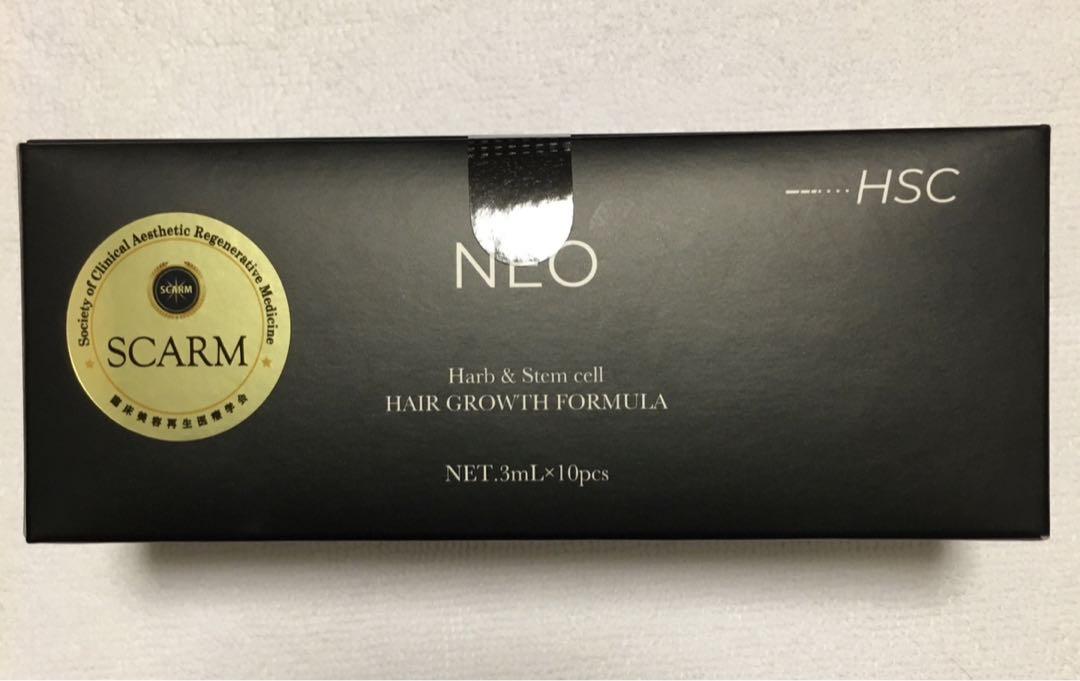 HSC
NEO
Society of Clinical Aesthetic Regenerative Medicine
SCARM
SCARM
臨床美容再生医療学会
Harb & Stem cell
HAIR GROWTH FORMULA
NET.3mL×10pcs